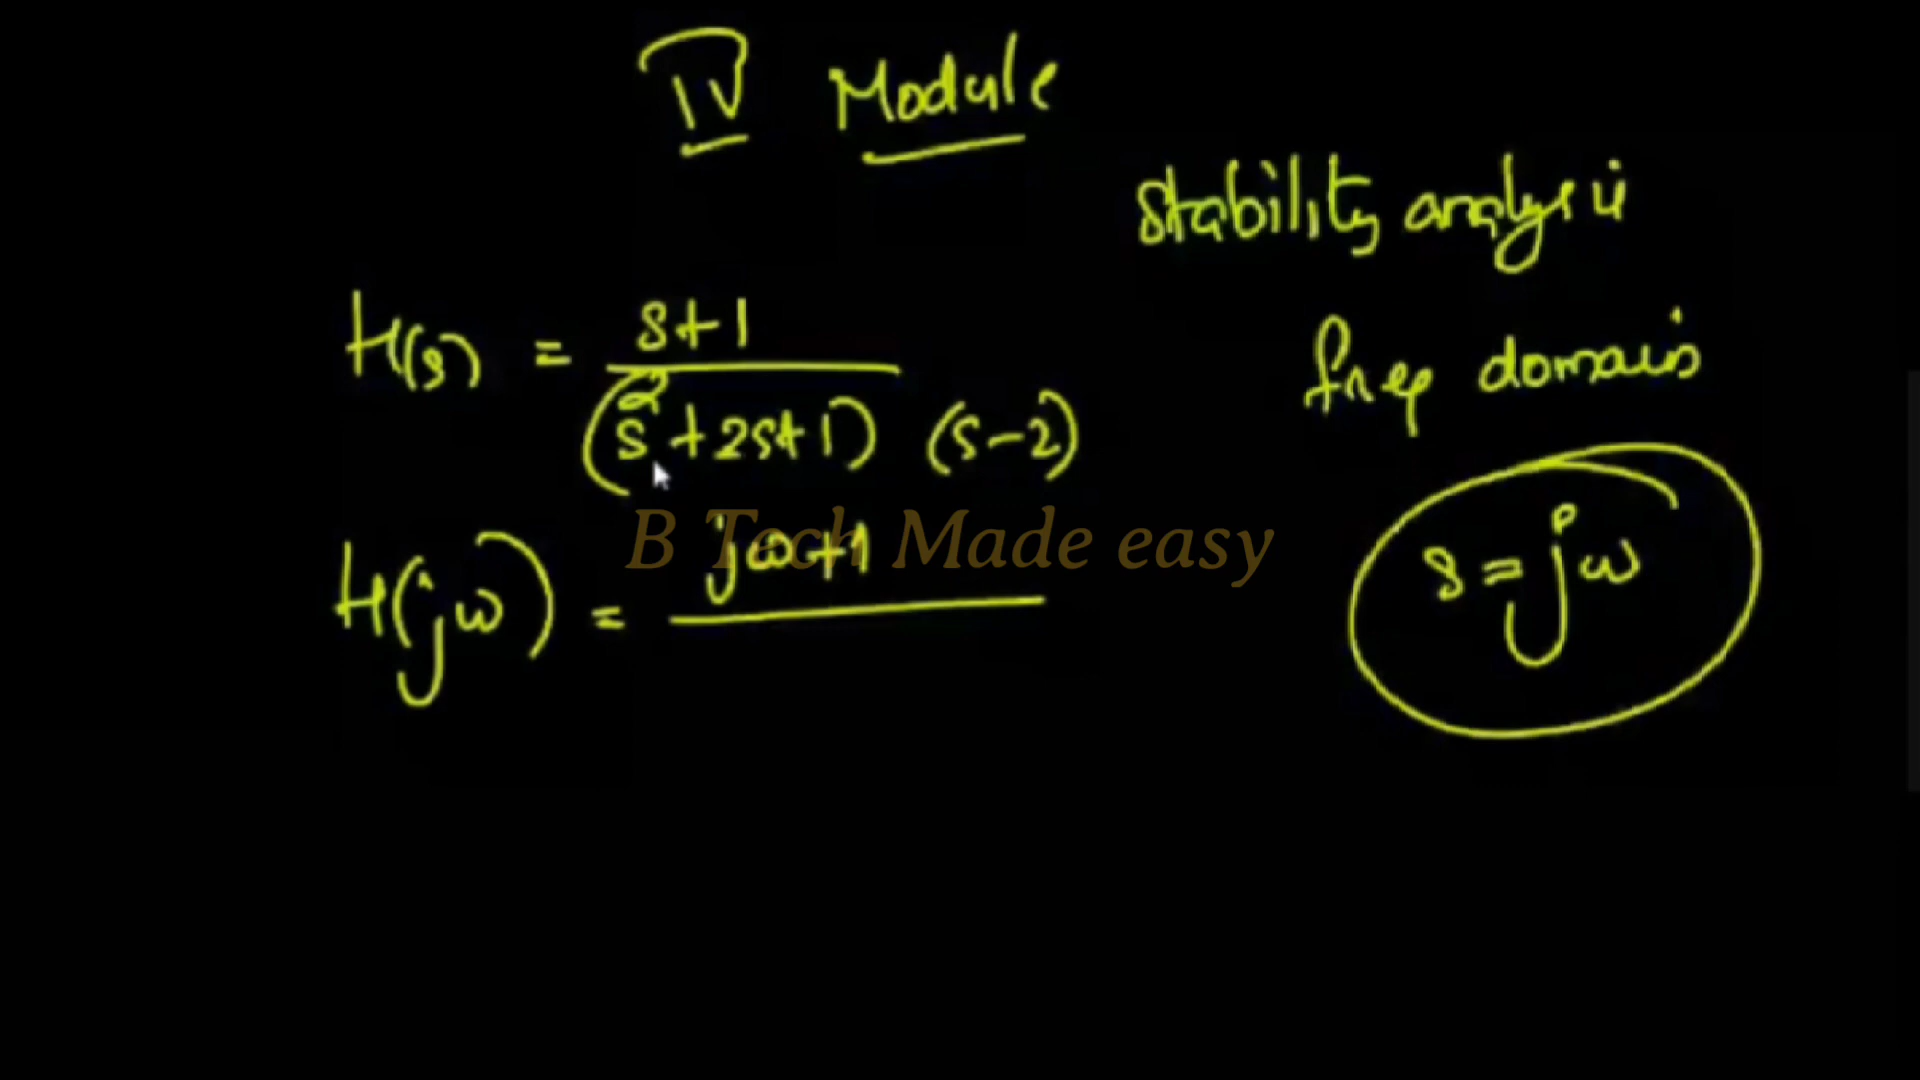 IV Module
stability analysis
freq domain
H(s) = s+1
(s²+2s+1) (s-2)
s=jω
B Tech Made easy
H(jω) = jω+1